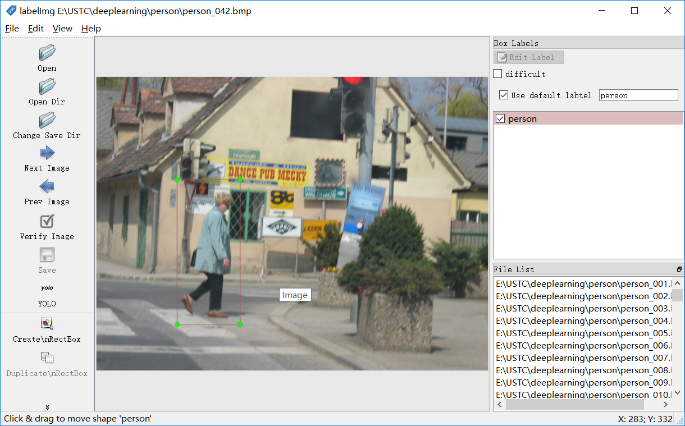 labelImg E:\USTC\deeplearning\person\person_042.bmp
File Edit View Help
Open
Open Dir
Change Save Dir
Next Image
Prev Image
Verify Image
Save
yolo
YOLO
Create\nRectBox
Duplicate\nRectBox
DANCE PUB MECKY
Image
Box Labels
Edit Label
difficult
Use default labtel person
person
File List
E:\USTC\deeplearning\person\person_001.l
E:\USTC\deeplearning\person\person_002.l
E:\USTC\deeplearning\person\person_003.l
E:\USTC\deeplearning\person\person_004.l
E:\USTC\deeplearning\person\person_005.l
E:\USTC\deeplearning\person\person_006.l
E:\USTC\deeplearning\person\person_007.l
E:\USTC\deeplearning\person\person_008.l
E:\USTC\deeplearning\person\person_009.l
E:\USTC\deeplearning\person\person_010.l
Click & drag to move shape 'person'
X: 283; Y: 332